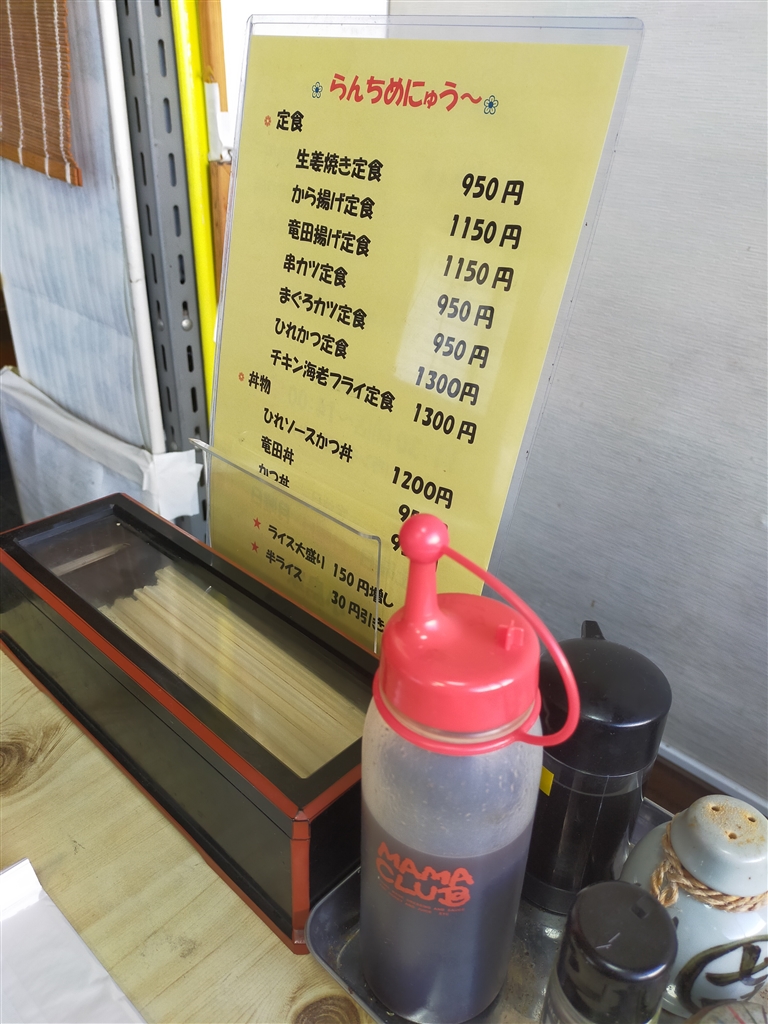 らんちめにゅう〜
定食
生姜焼き定食 950円
から揚げ定食 1150円
竜田揚げ定食 1150円
串カツ定食 950円
まぐろカツ定食 950円
ひれかつ定食 1300円
チキン海老フライ定食 1300円
丼物
ひれソースかつ丼 1200円
竜田丼
かつ丼
★ ライス大盛り 150円増し
★ 半ライス 30円引き
MAMA
CLUB